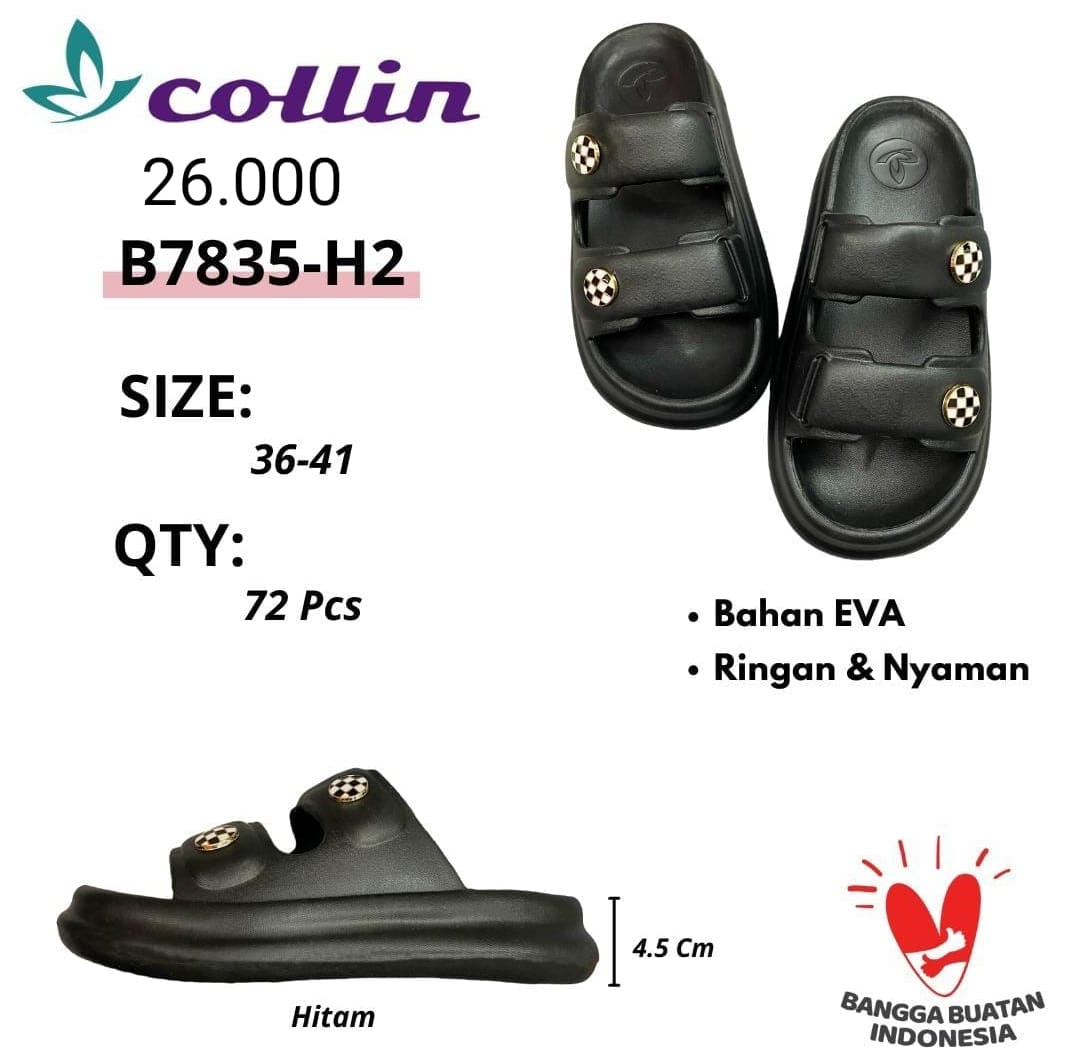 collin
26.000
B7835-H2
SIZE:
36-41
QTY:
72 Pcs
• Bahan EVA
• Ringan & Nyaman
4.5 Cm
Hitam
BANGGA BUATAN
INDONESIA